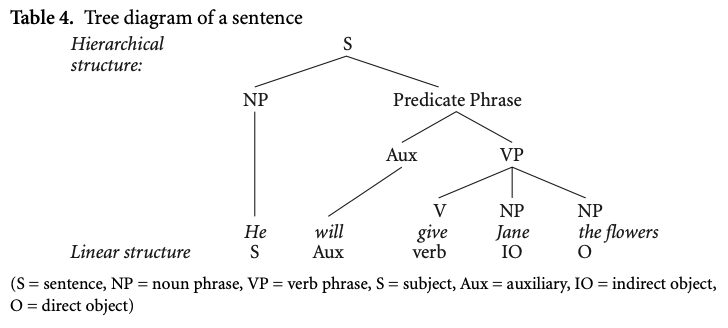 Table 4. Tree diagram of a sentence
Hierarchical S
structure:
NP Predicate Phrase
Aux VP
V NP NP
He will give Jane the flowers
Linear structure S Aux verb IO O
(S = sentence, NP = noun phrase, VP = verb phrase, S = subject, Aux = auxiliary, IO = indirect object,
O = direct object)